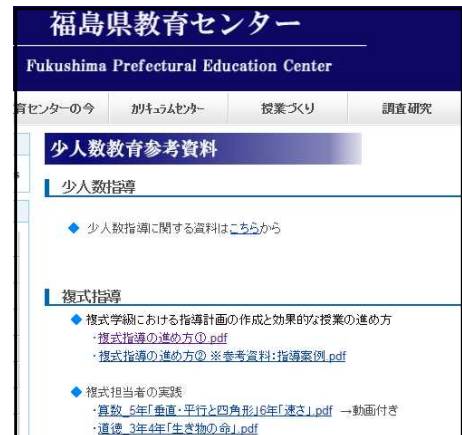 福島県教育センター
Fukushima Prefectural Education Center
育センターの今 カリキュラムセンター 授業づくり 調査研究
少人数教育参考資料
s
少人数指導
◆ 少人数指導に関する資料はこちらから
複式指導
◆ 複式学級における指導計画の作成と効果的な授業の進め方
・複式指導の進め方①.pdf
・複式指導の進め方② ※参考資料:指導案例.pdf
◆ 複式担当者の実践
・算数_5年「垂直・平行と四角形」6年「速さ」.pdf →動画付き
・道徳_3年4年「生き物の命」.pdf